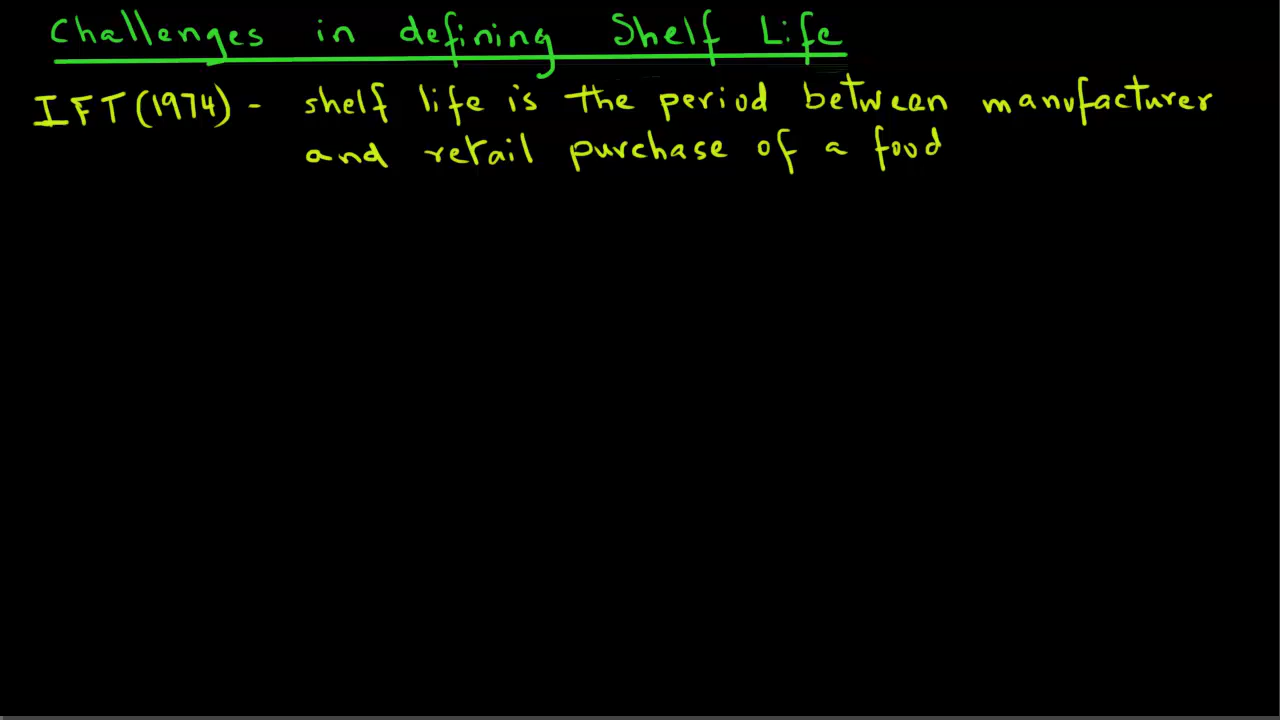 Challenges in defining Shelf Life
IFT (1974) - shelf life is the period between manufacturer
and retail purchase of a food